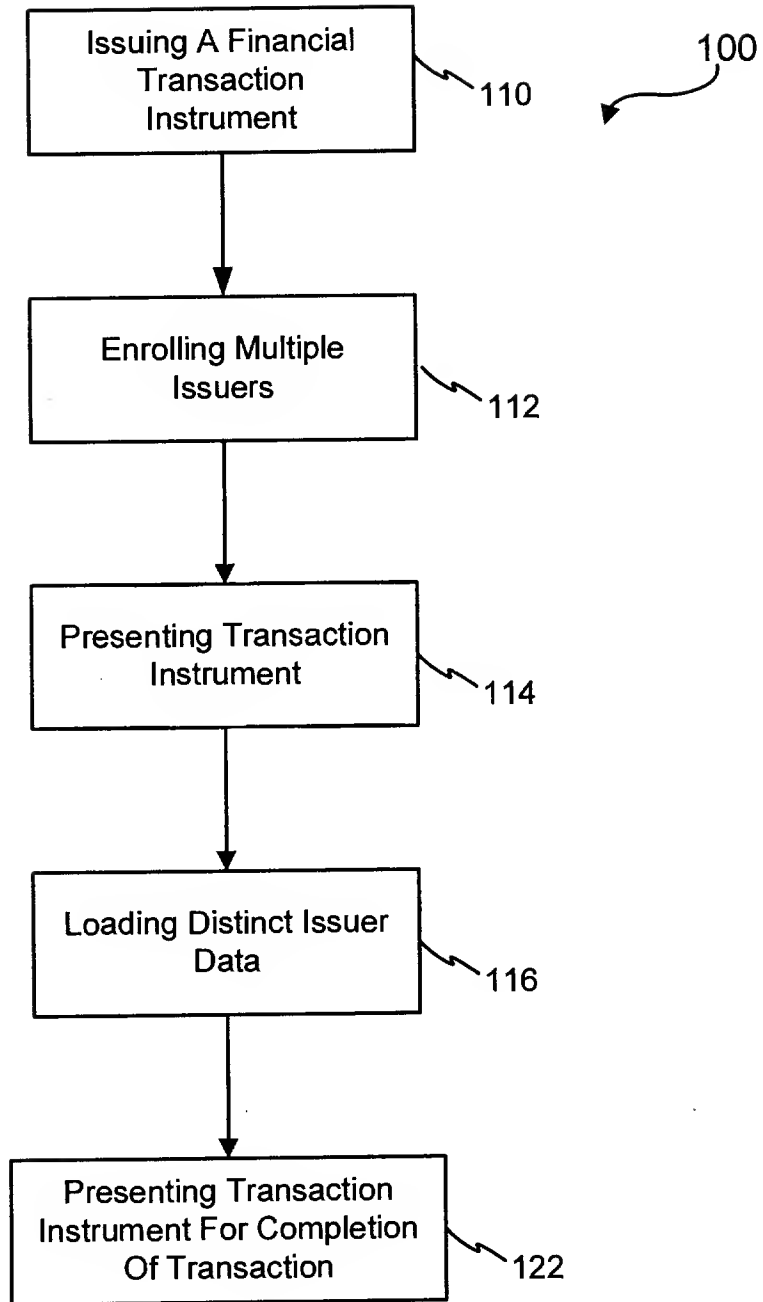 Issuing A Financial
Transaction
Instrument
100
110
Enrolling Multiple
Issuers
112
Presenting Transaction
Instrument
114
Loading Distinct Issuer
Data
116
Presenting Transaction
Instrument For Completion
Of Transaction
122